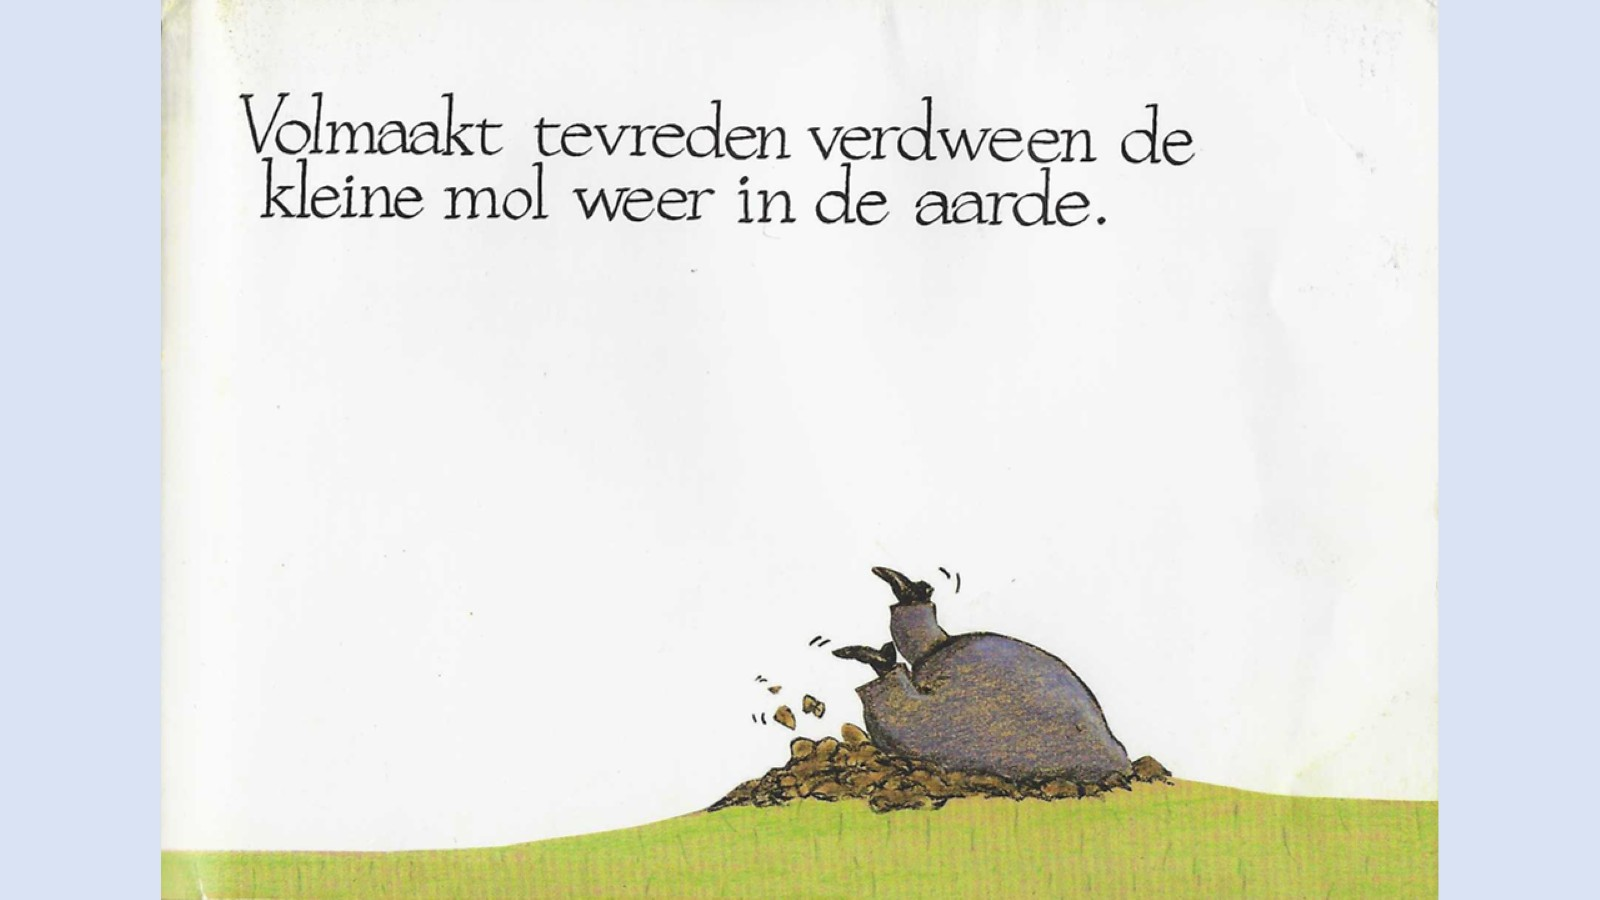 Volmaakt tevreden verdween de
kleine mol weer in de aarde.